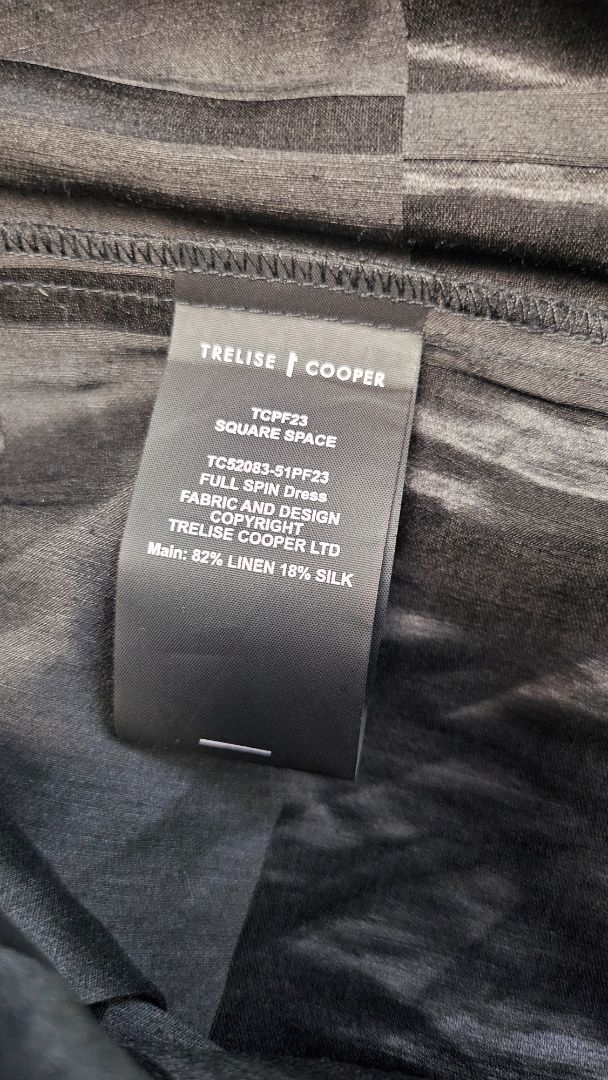 TRELISE COOPER
TCPF23
SQUARE SPACE
TC52083-51PF23
FULL SPIN Dress
FABRIC AND DESIGN
COPYRIGHT
TRELISE COOPER LTD
Main: 82% LINEN 18% SILK